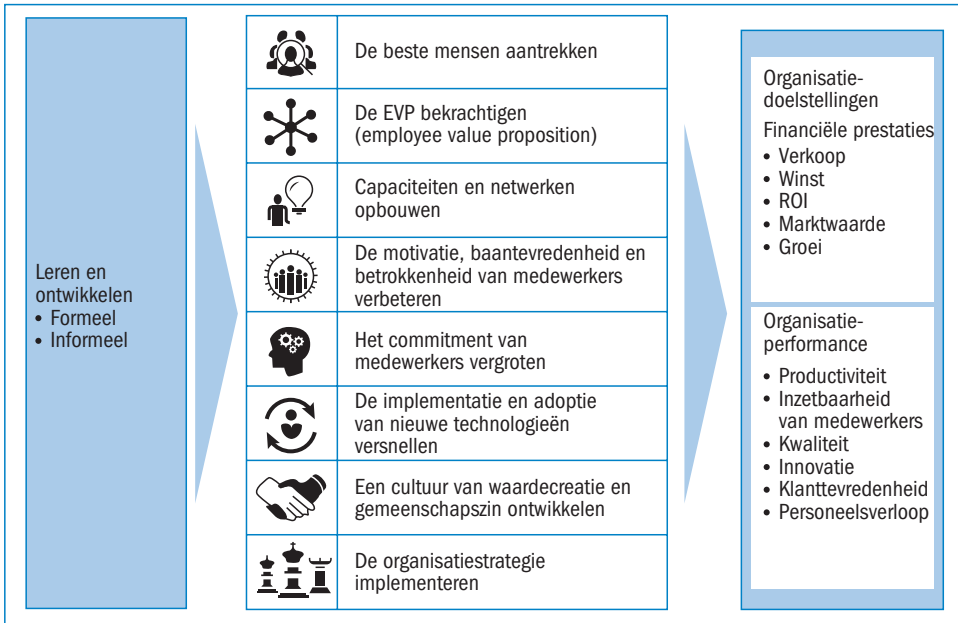 Leren en
ontwikkelen
• Formeel
• Informeel
De beste mensen aantrekken
De EVP bekrachtigen
(employee value proposition)
Capaciteiten en netwerken
opbouwen
De motivatie, baantevredenheid en
betrokkenheid van medewerkers
verbeteren
Het commitment van
medewerkers vergroten
De implementatie en adoptie
van nieuwe technologieën
versnellen
Een cultuur van waardecreatie en
gemeenschapszin ontwikkelen
De organisatiestrategie
implementeren
Organisatie-
doelstellingen
Financiële prestaties
• Verkoop
• Winst
• ROI
• Marktwaarde
• Groei
Organisatie-
performance
• Productiviteit
• Inzetbaarheid
van medewerkers
• Kwaliteit
• Innovatie
• Klanttevredenheid
• Personeelsverloop